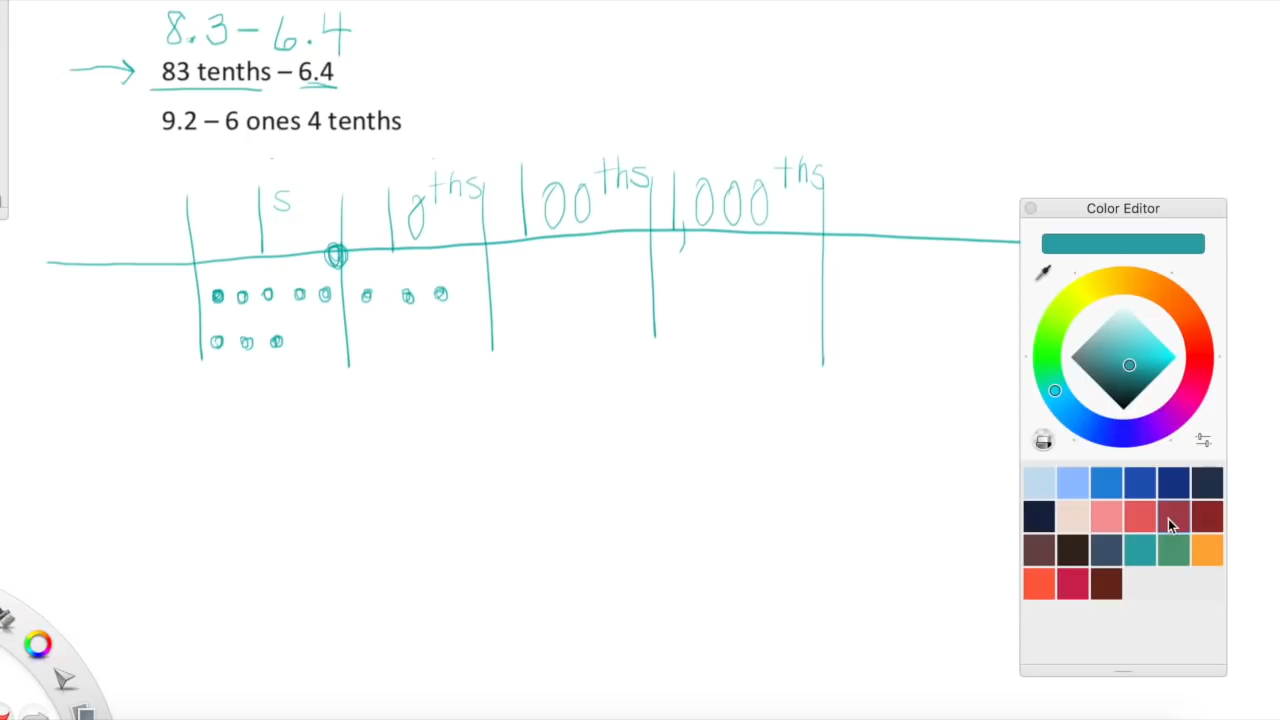 8.3 - 6.4
83 tenths – 6.4
9.2 – 6 ones 4 tenths
1s 10ths 100ths 1,000ths
Color Editor